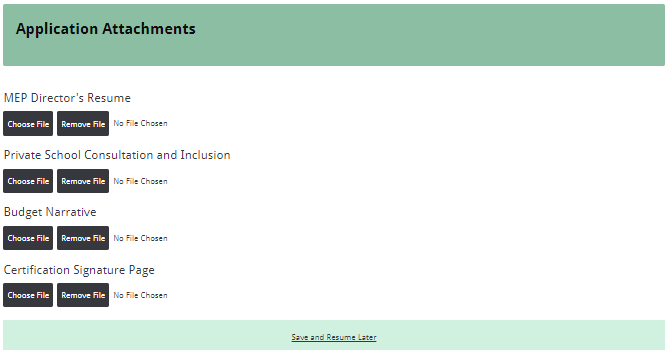 Application Attachments
MEP Director's Resume
Choose File Remove File No File Chosen
Private School Consultation and Inclusion
Choose File Remove File No File Chosen
Budget Narrative
Choose File Remove File No File Chosen
Certification Signature Page
Choose File Remove File No File Chosen
Save and Resume Later